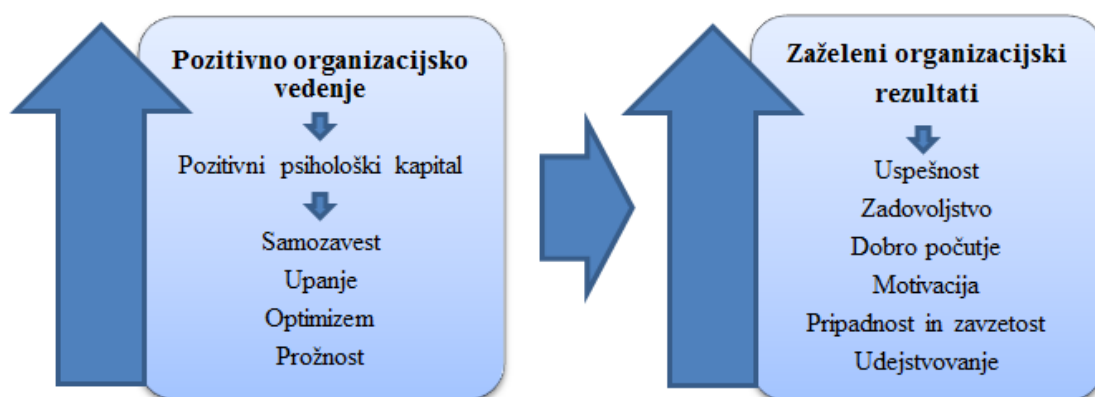 Pozitivno organizacijsko
vedenje
Pozitivni psihološki kapital
Samozavest
Upanje
Optimizem
Prožnost
Zaželeni organizacijski
rezultati
Uspešnost
Zadovoljstvo
Dobro počutje
Motivacija
Pripadnost in zavzetost
Udejstvovanje